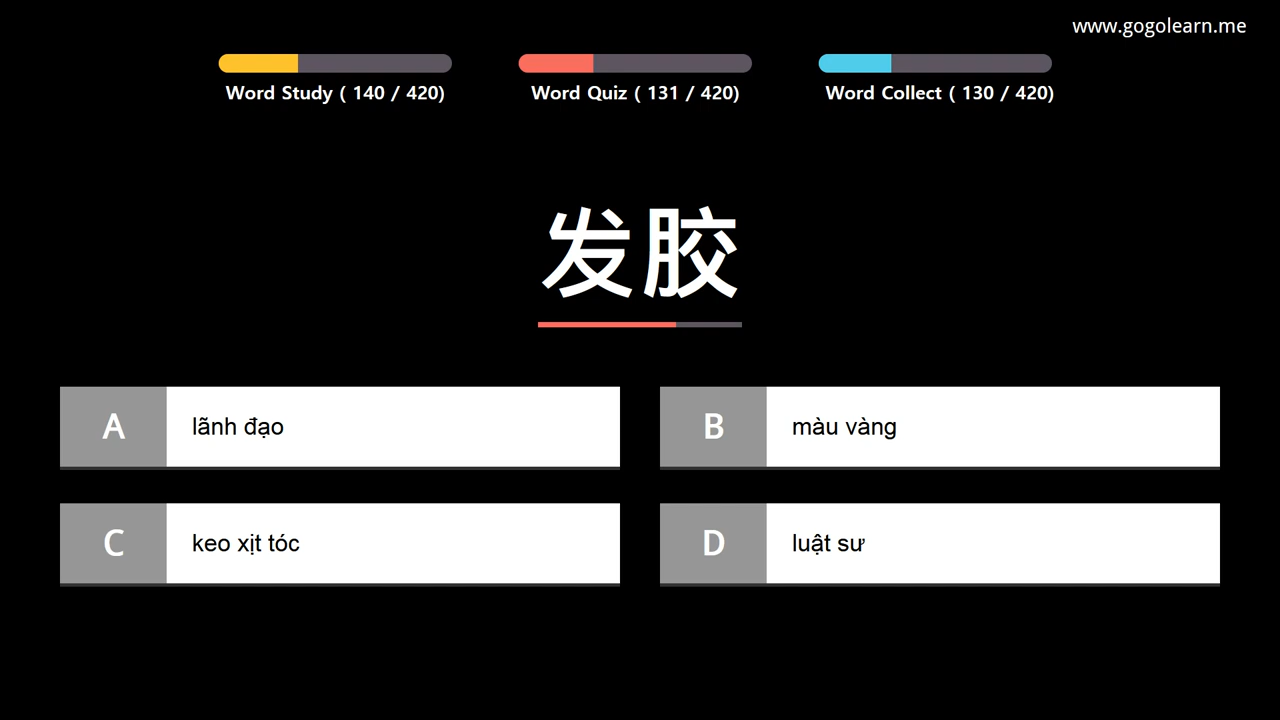 www.gogolearn.me
Word Study ( 140 / 420)
Word Quiz ( 131 / 420)
Word Collect ( 130 / 420)
发胶
A
lãnh đạo
B
màu vàng
C
keo xịt tóc
D
luật sư